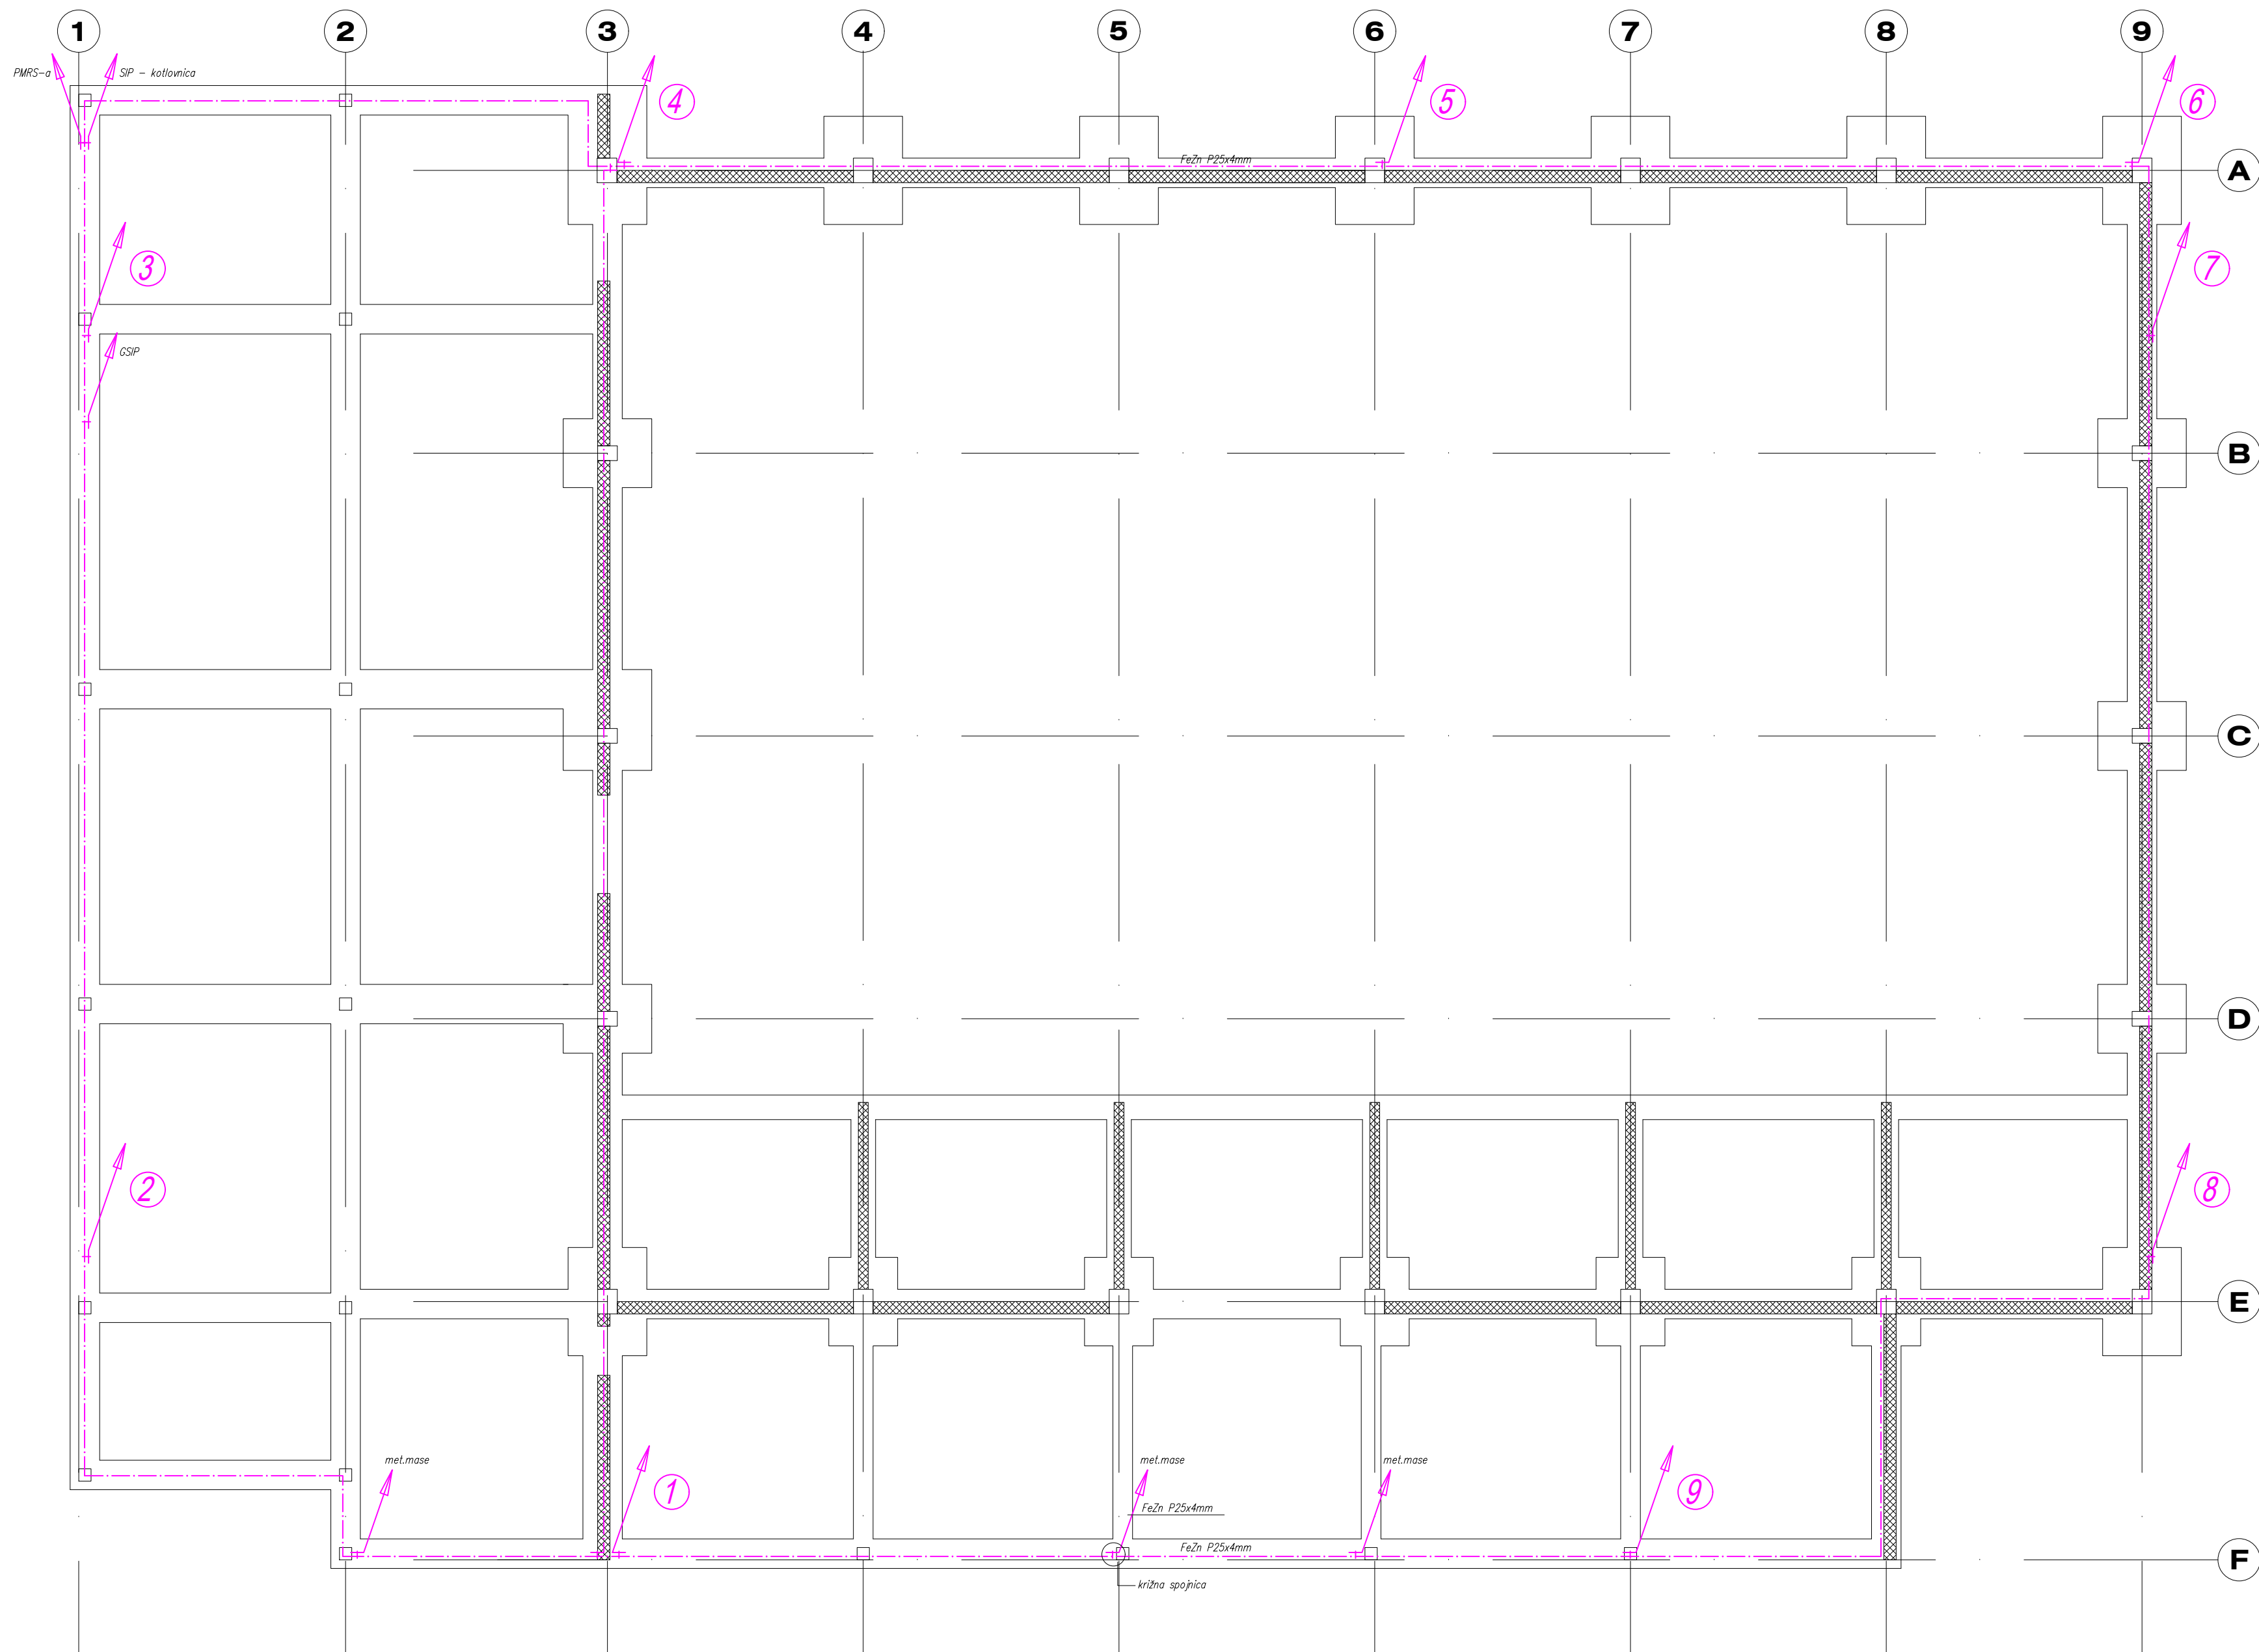 1 2 3 4 5 6 7 8 9
PMRS-a
SIP - kotlovnica
4
5
6
FeZn P25x4mm
A
3
7
GSIP
B
C
D
2
8
E
met.mase
met.mase
met.mase
1
9
FeZn P25x4mm
FeZn P25x4mm
F
križna spojnica